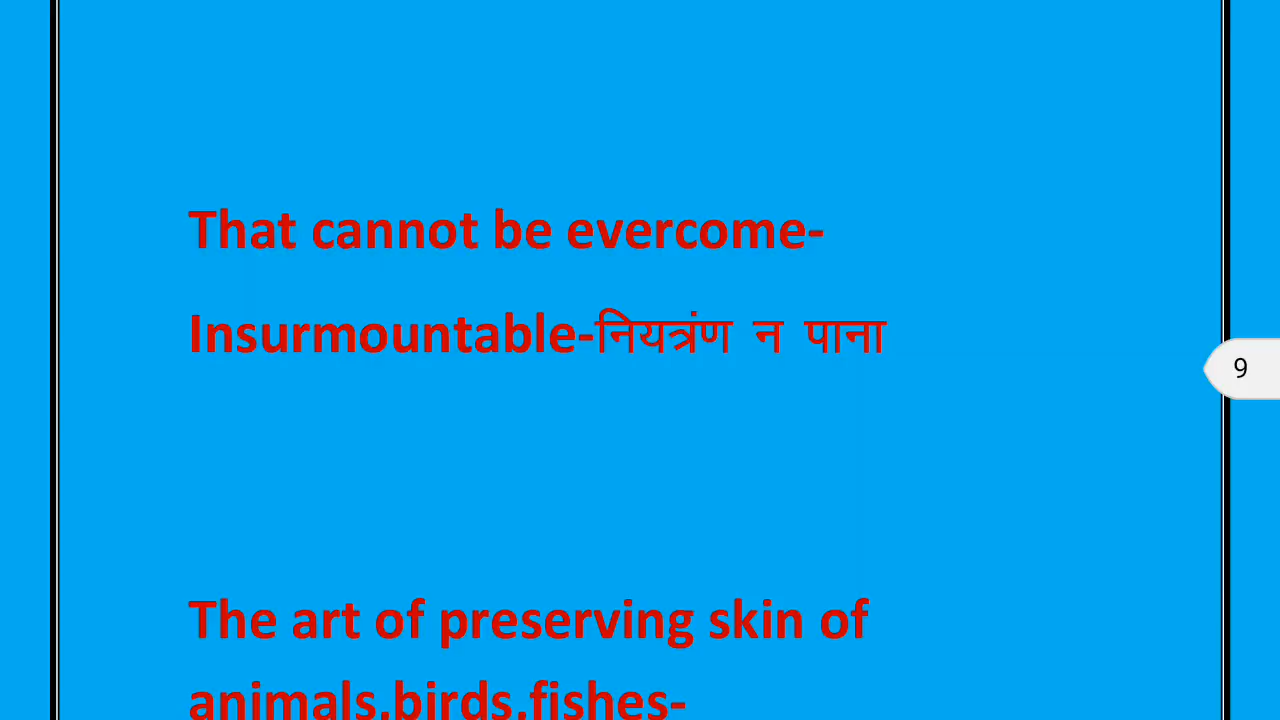 That cannot be evercome-
Insurmountable-नियत्रंण न पाना
9
The art of preserving skin of
animals,birds,fishes-